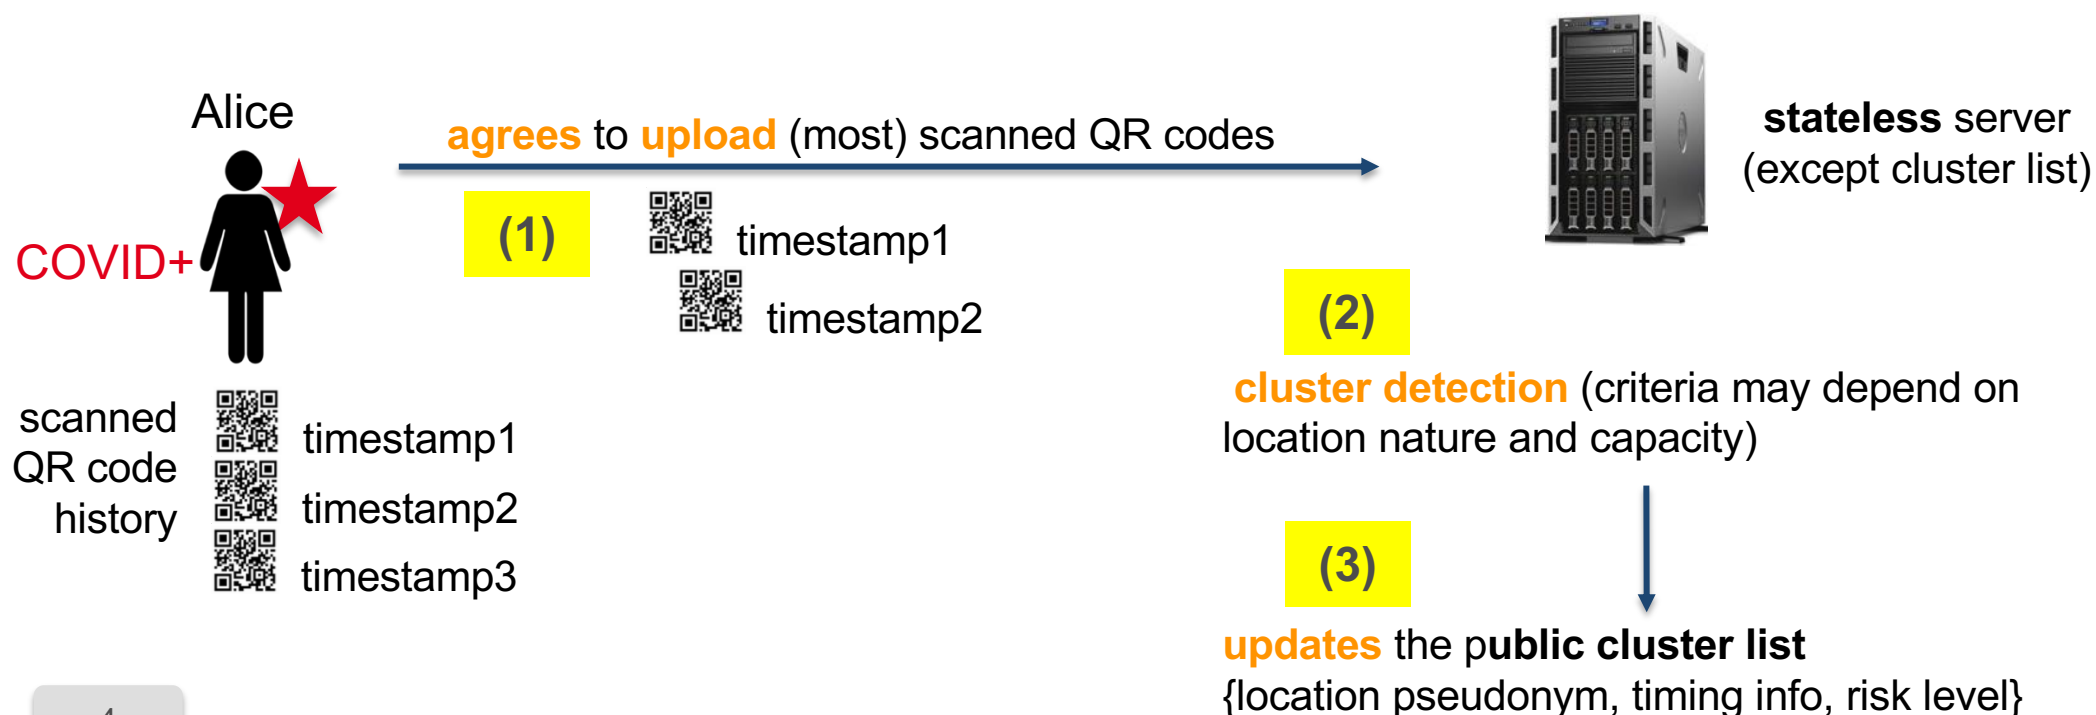 Alice
COVID+
agrees to upload (most) scanned QR codes
(1)
timestamp1
timestamp2
stateless server
(except cluster list)
scanned
QR code
history
timestamp1
timestamp2
timestamp3
(2)
cluster detection (criteria may depend on
location nature and capacity)
(3)
updates the public cluster list
{location pseudonym, timing info, risk level}